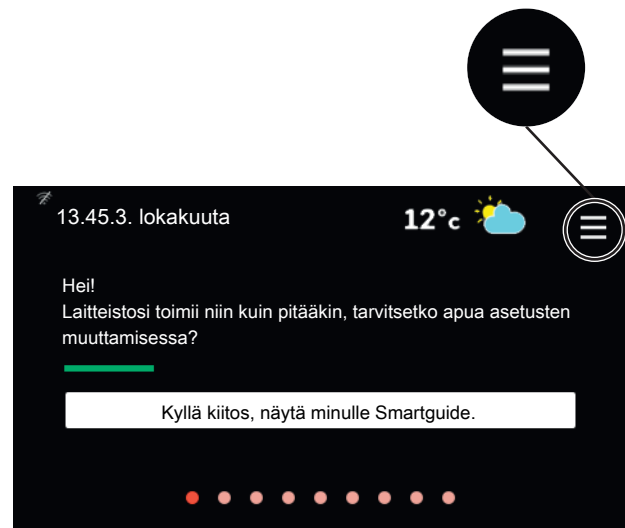 13.45.3. lokakuuta
12°c
Hei!
Laitteistosi toimii niin kuin pitääkin, tarvitsetko apua asetusten
muuttamisessa?
Kyllä kiitos, näytä minulle Smartguide.